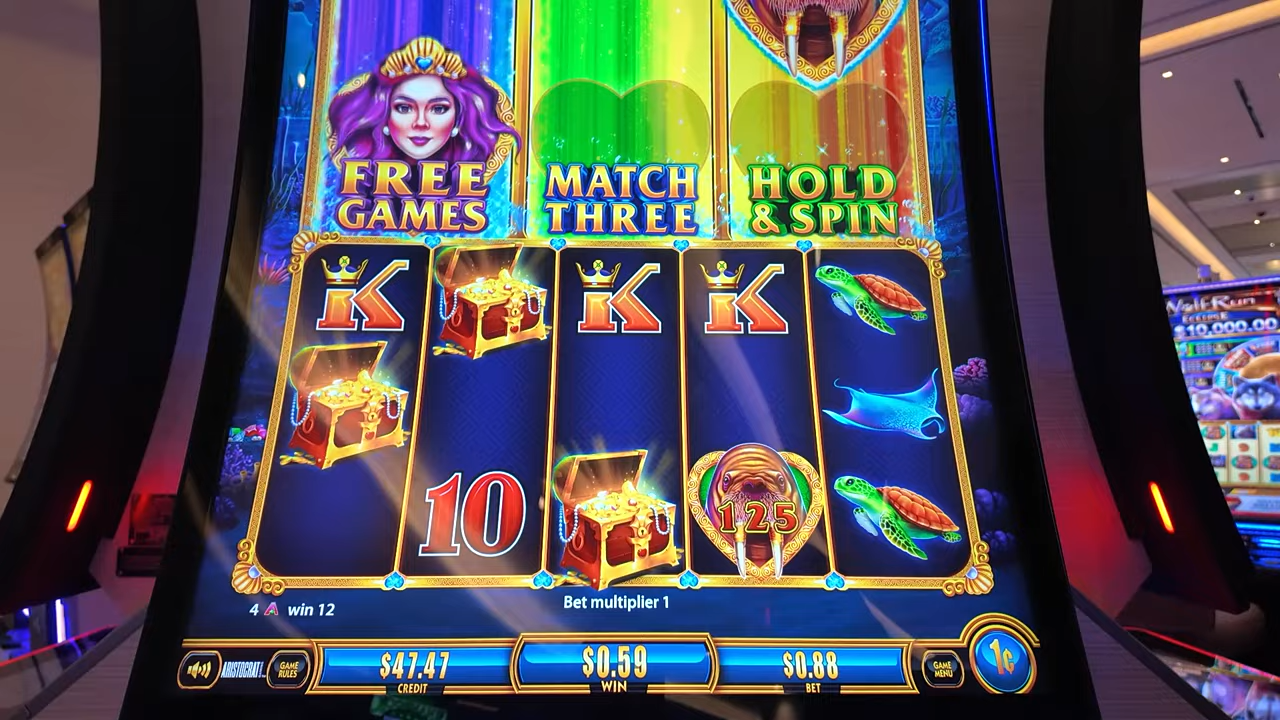 FREE
GAMES
MATCH
THREE
HOLD
& SPIN
K
K
K
10
125
4 A win 12
Bet multiplier 1
ARISTOCRAT
GAME
RULES
$47.47
CREDIT
$0.59
WIN
$0.88
BET
GAME
MENU
1¢
Wolf Run
ECLIPSE
$10,000.00